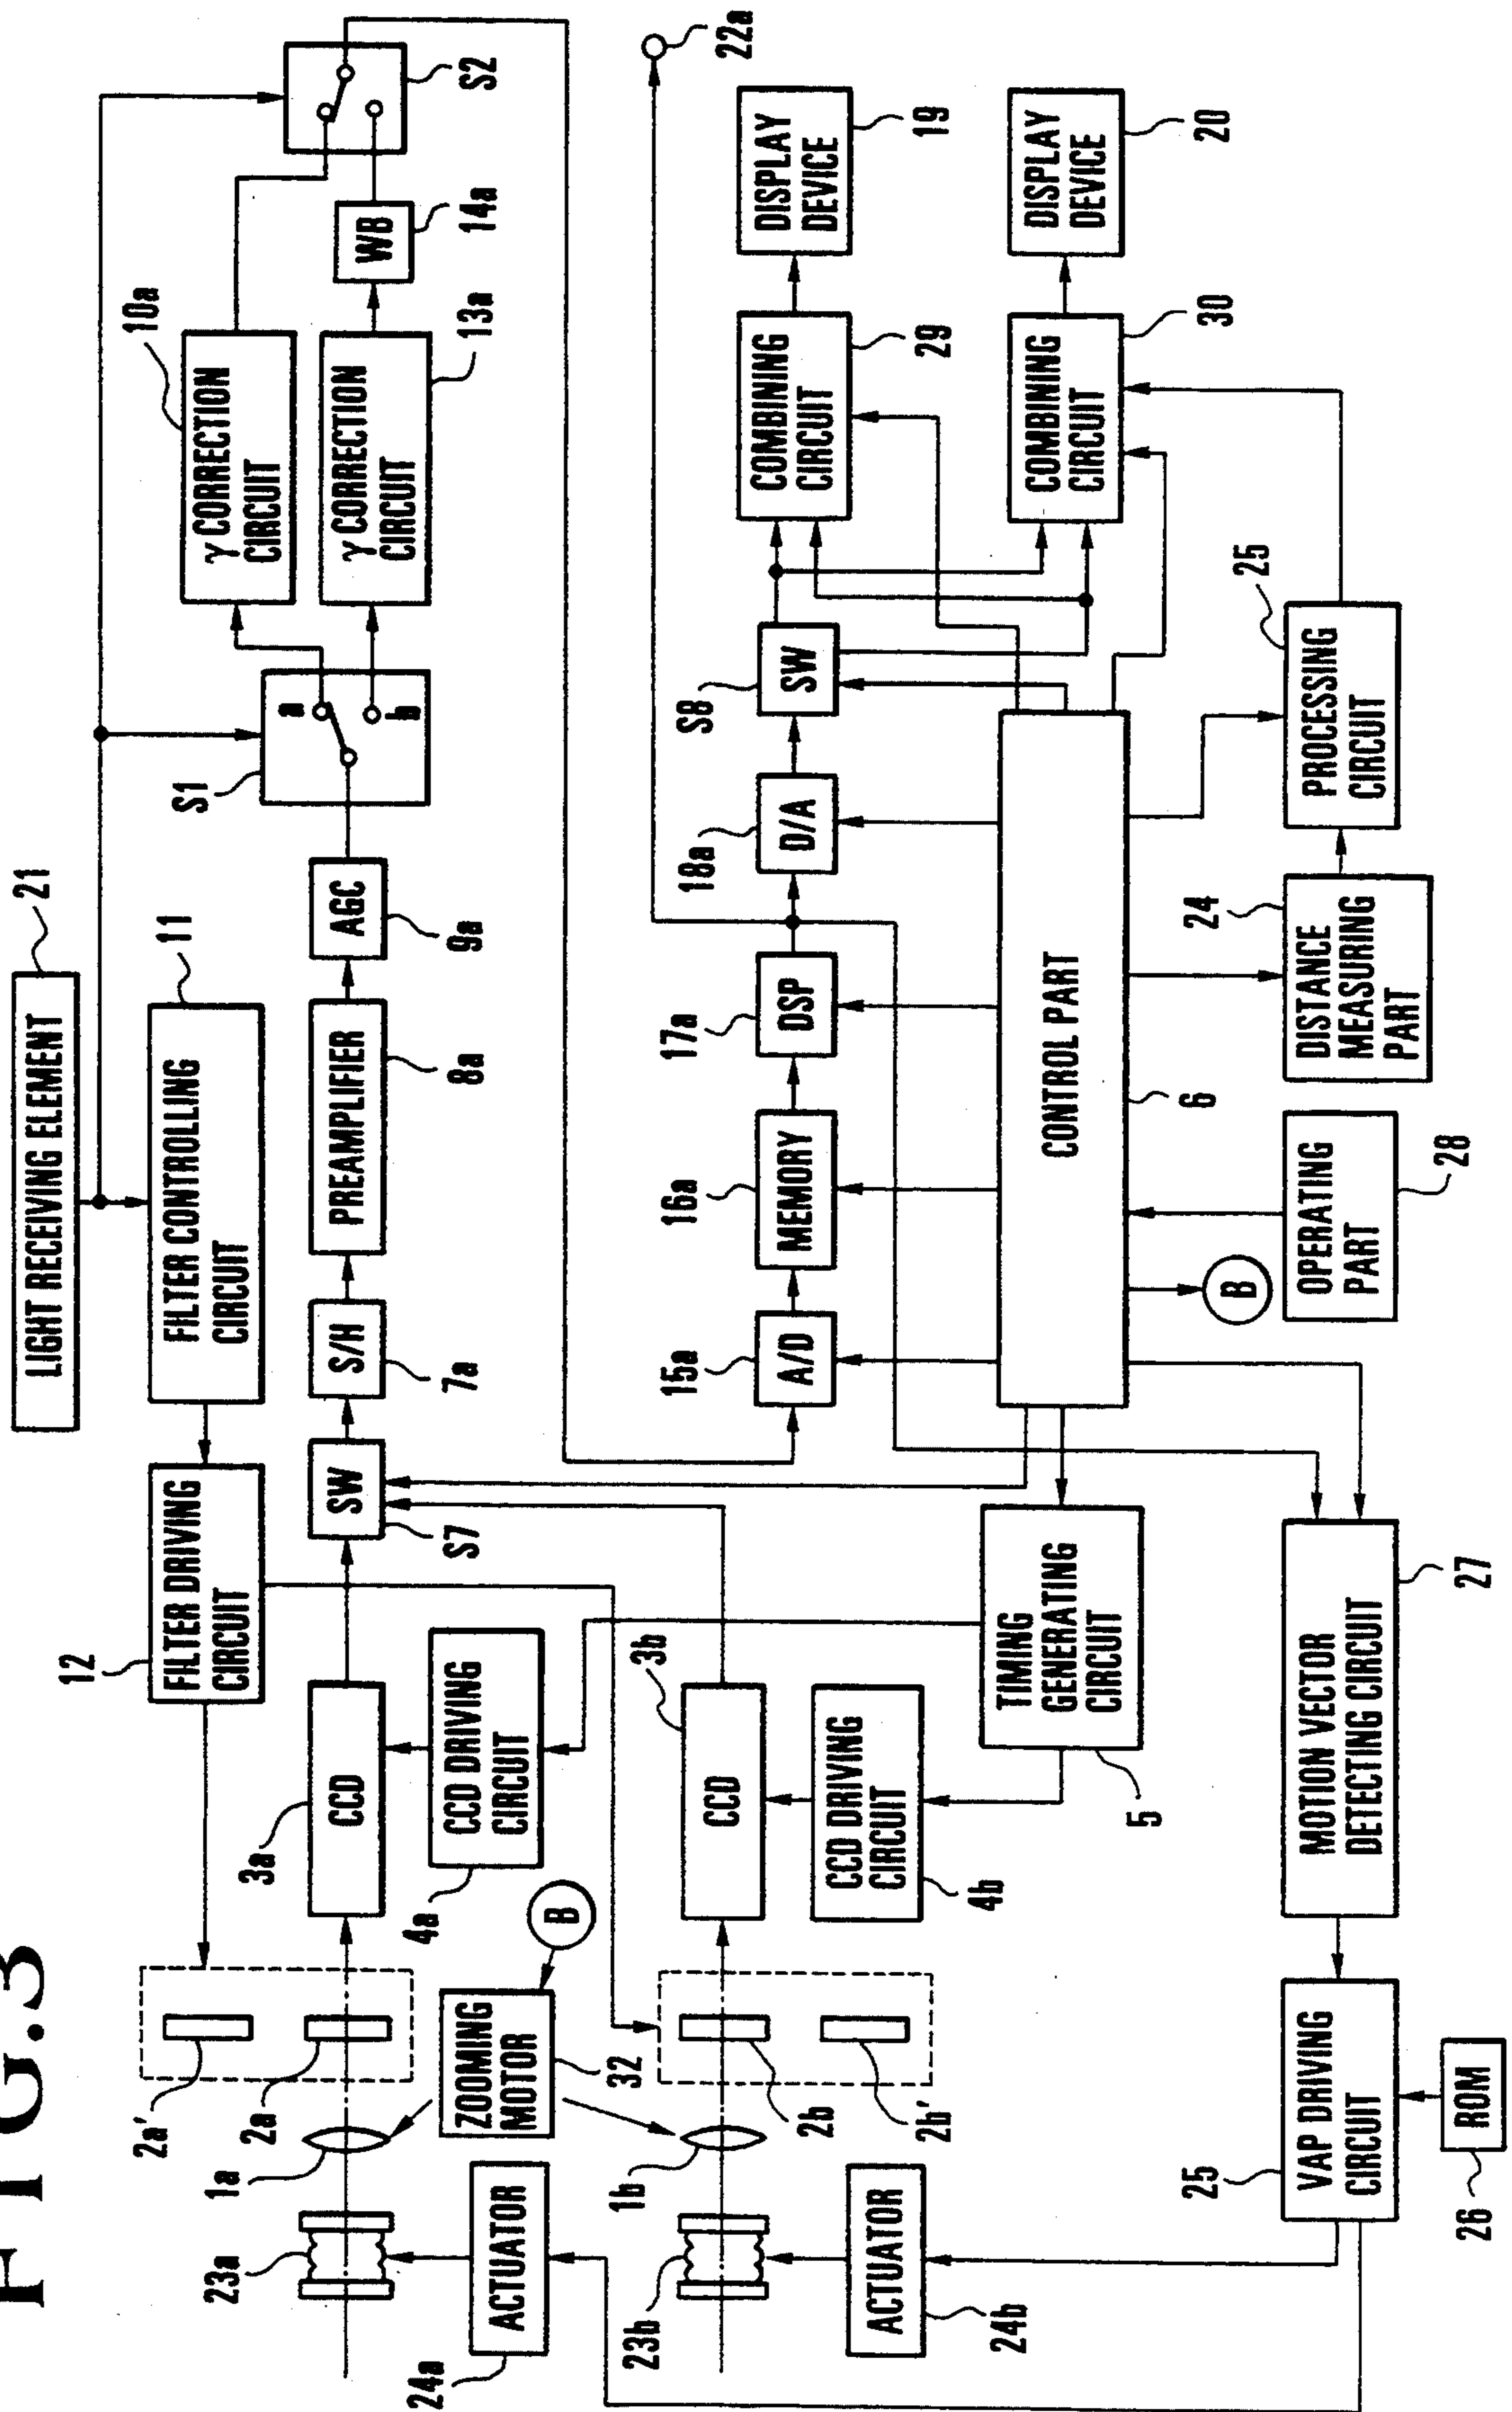 FIG.3
LIGHT RECEIVING ELEMENT
21
12
FILTER DRIVING
CIRCUIT
FILTER CONTROLLING
CIRCUIT
11
2a'
2a
1a
23a
3a
CCD
SW
S7
S/H
7a
PREAMPLIFIER
8a
AGC
9a
S1
a
b
10a
γ CORRECTION
CIRCUIT
γ CORRECTION
CIRCUIT
13a
WB
14a
S2
24a
ACTUATOR
ZOOMING
MOTOR
32
B
4a
CCD DRIVING
CIRCUIT
23b
1b
2b
2b'
3b
CCD
15a
A/D
16a
MEMORY
17a
DSP
18a
D/A
S8
SW
COMBINING
CIRCUIT
29
DISPLAY
DEVICE
19
22a
ACTUATOR
24b
CCD DRIVING
CIRCUIT
4b
TIMING
GENERATING
CIRCUIT
5
CONTROL PART
6
COMBINING
CIRCUIT
30
DISPLAY
DEVICE
20
25
VAP DRIVING
CIRCUIT
26
ROM
MOTION VECTOR
DETECTING CIRCUIT
27
B
OPERATING
PART
28
24
DISTANCE
MEASURING
PART
PROCESSING
CIRCUIT
25